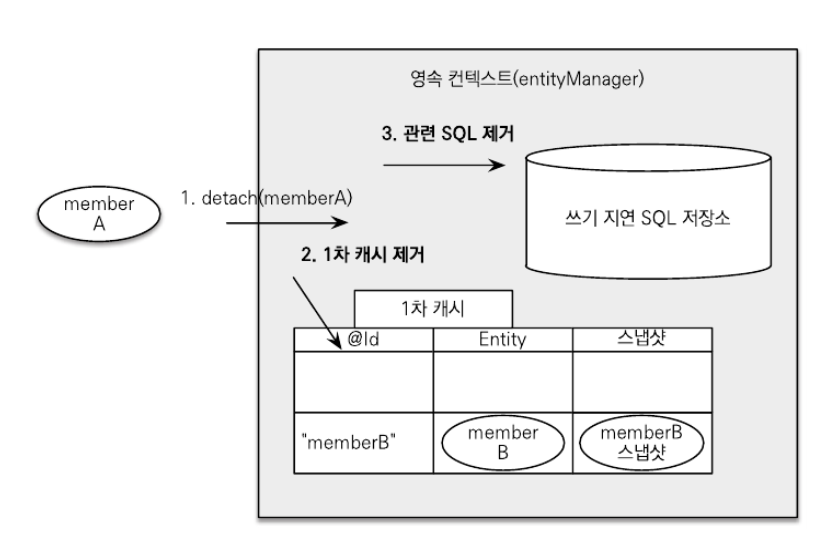 영속 컨텍스트(entityManager)
3. 관련 SQL 제거
member
A
1. detach(memberA)
쓰기 지연 SQL 저장소
2. 1차 캐시 제거
1차 캐시
@Id
Entity
스냅샷
"memberB"
member
B
memberB
스냅샷